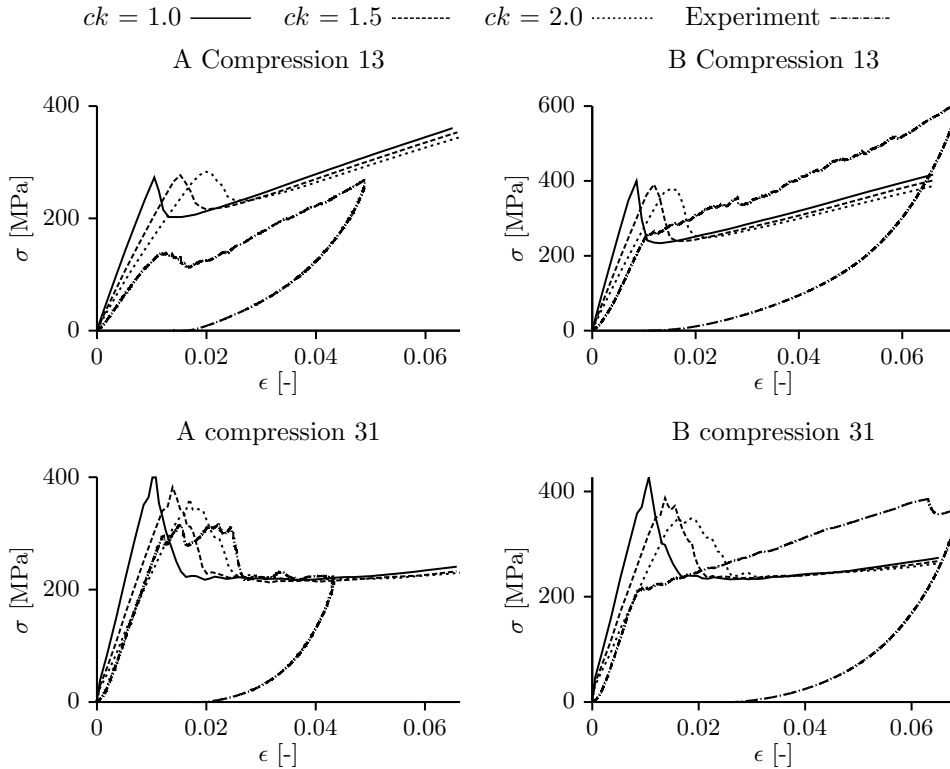 ck = 1.0 ck = 1.5 ck = 2.0 Experiment
A Compression 13
400
200
0
σ [MPa]
0 0.02 0.04 0.06
ϵ [-]
B Compression 13
600
400
200
0
σ [MPa]
0 0.02 0.04 0.06
ϵ [-]
A compression 31
400
200
0
σ [MPa]
0 0.02 0.04 0.06
ϵ [-]
B compression 31
400
200
0
σ [MPa]
0 0.02 0.04 0.06
ϵ [-]